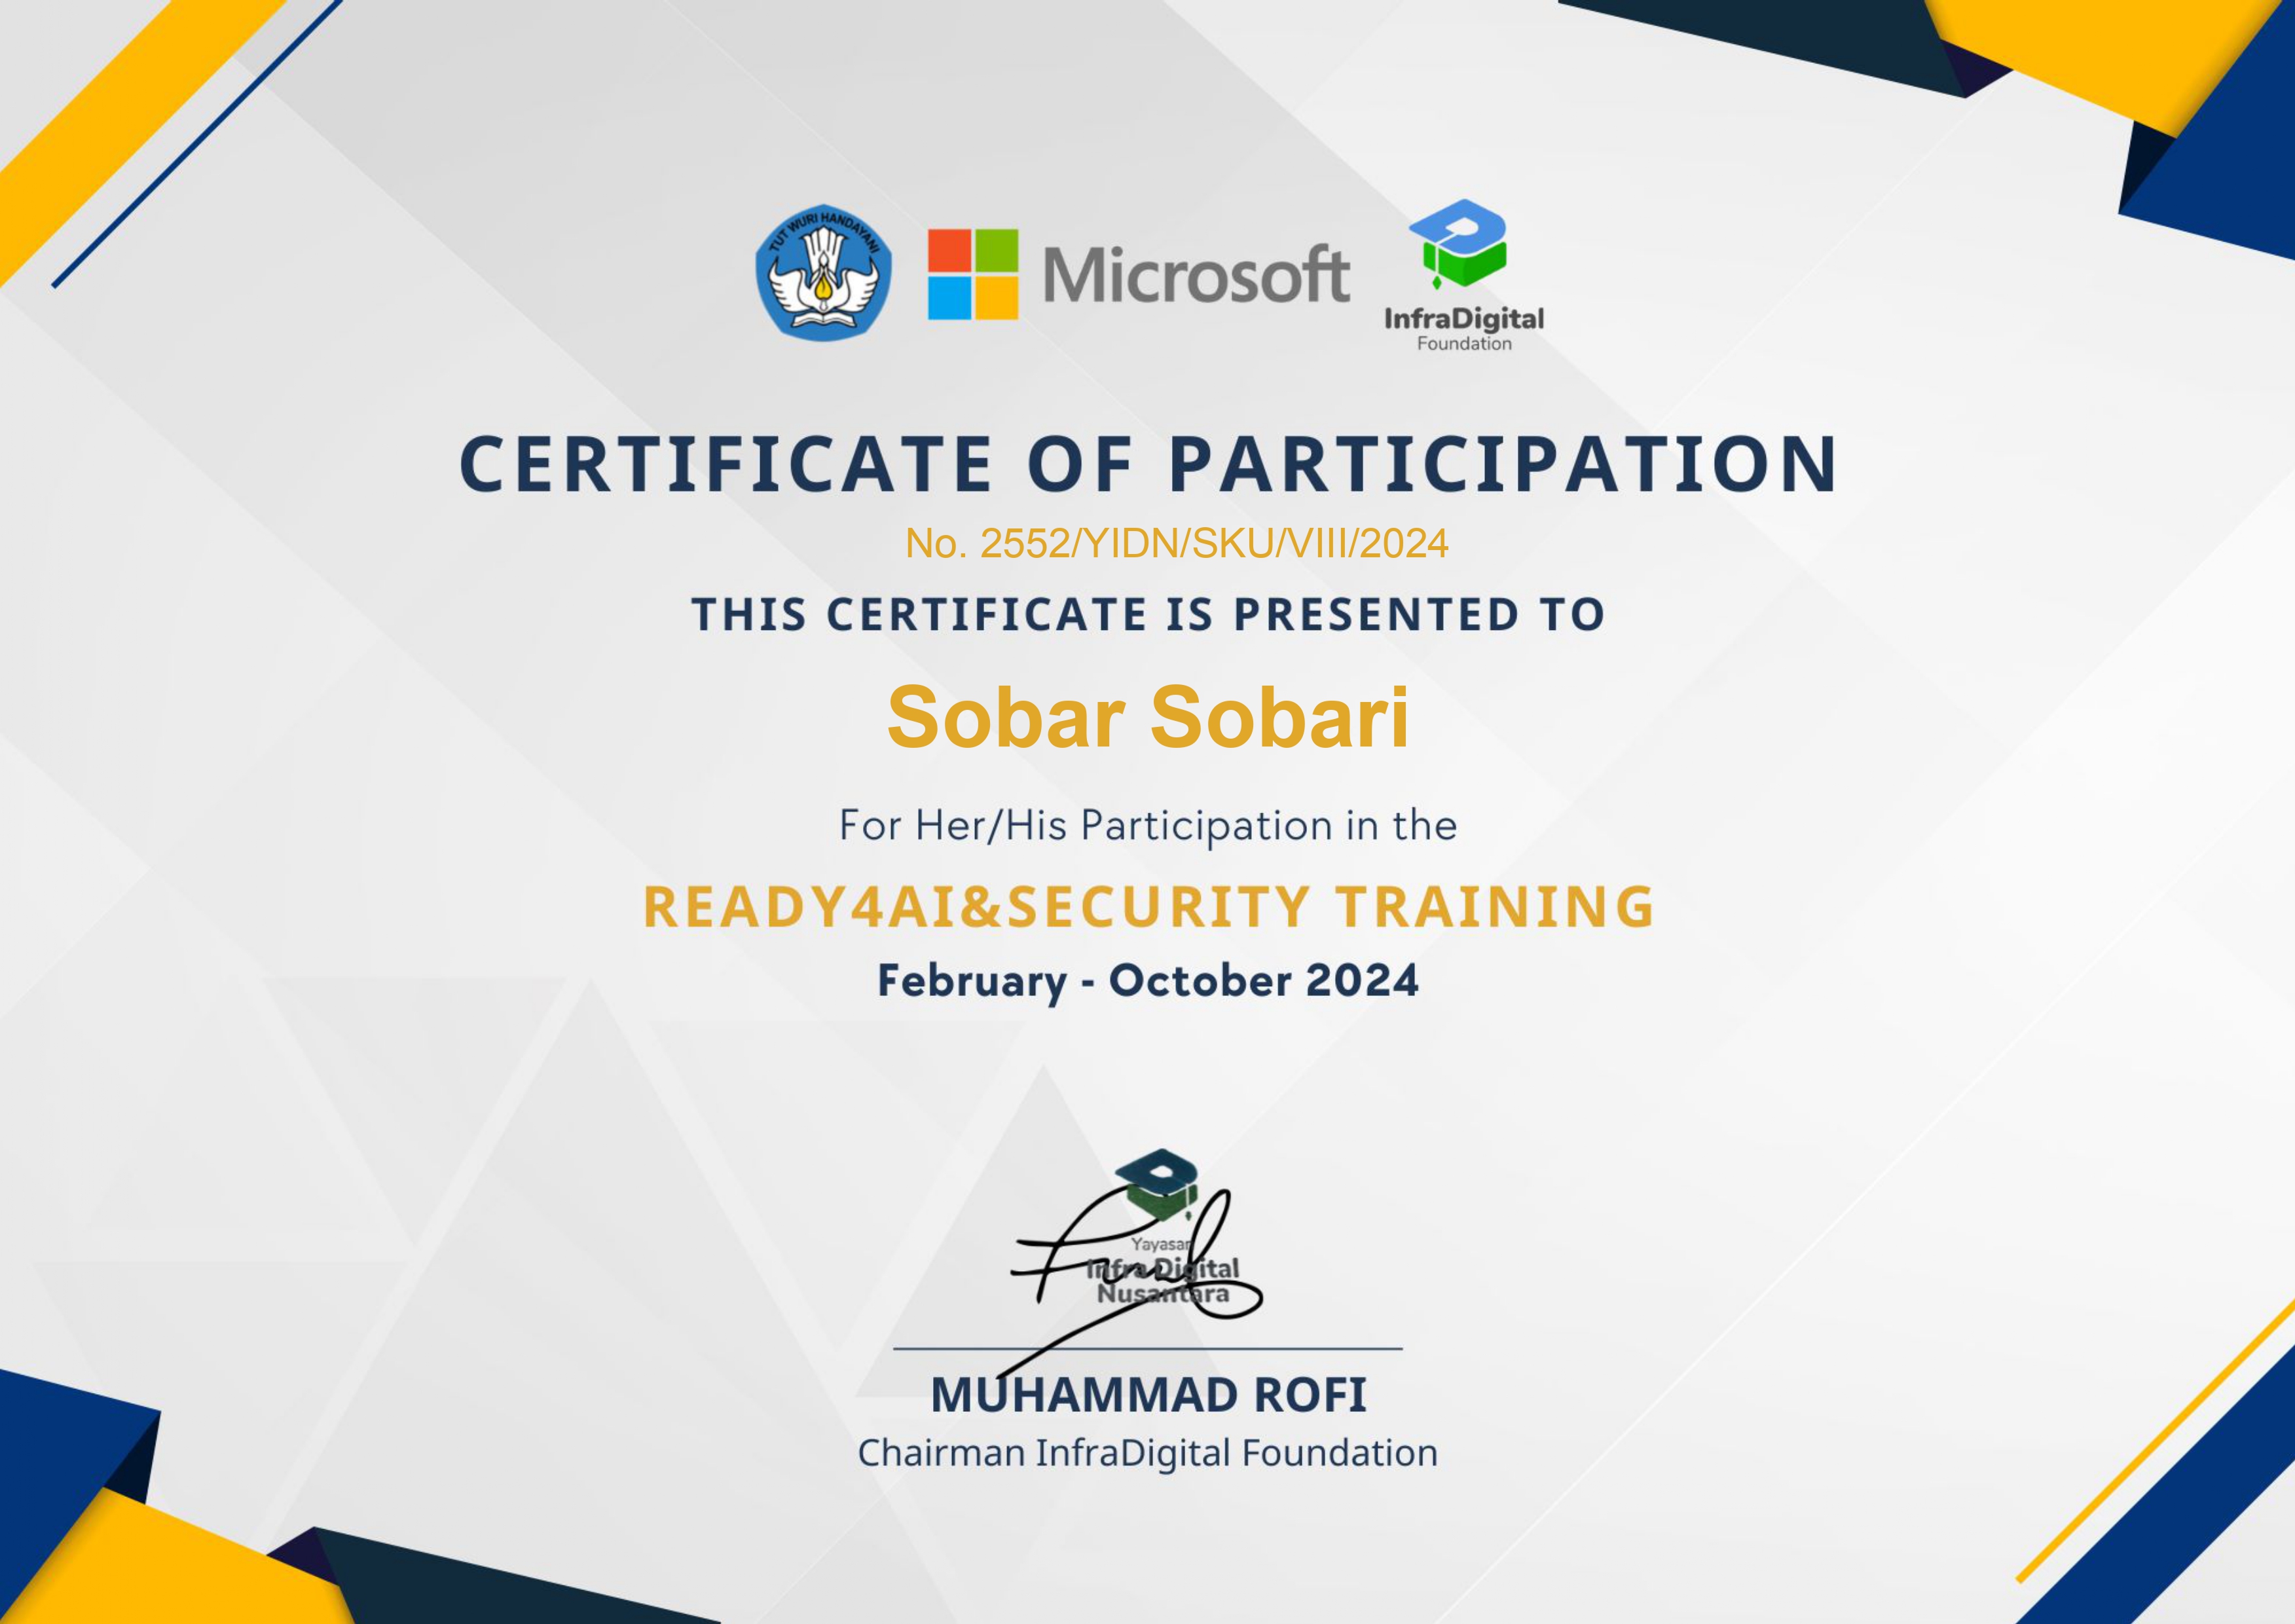 TUT WURI HANDAYANI
Microsoft
InfraDigital
Foundation
CERTIFICATE OF PARTICIPATION
No. 2552/YIDN/SKU/VIII/2024
THIS CERTIFICATE IS PRESENTED TO
Sobar Sobari
For Her/His Participation in the
READY4AI&SECURITY TRAINING
February - October 2024
Yayasan
Infra Digital
Nusantara
MUHAMMAD ROFI
Chairman InfraDigital Foundation